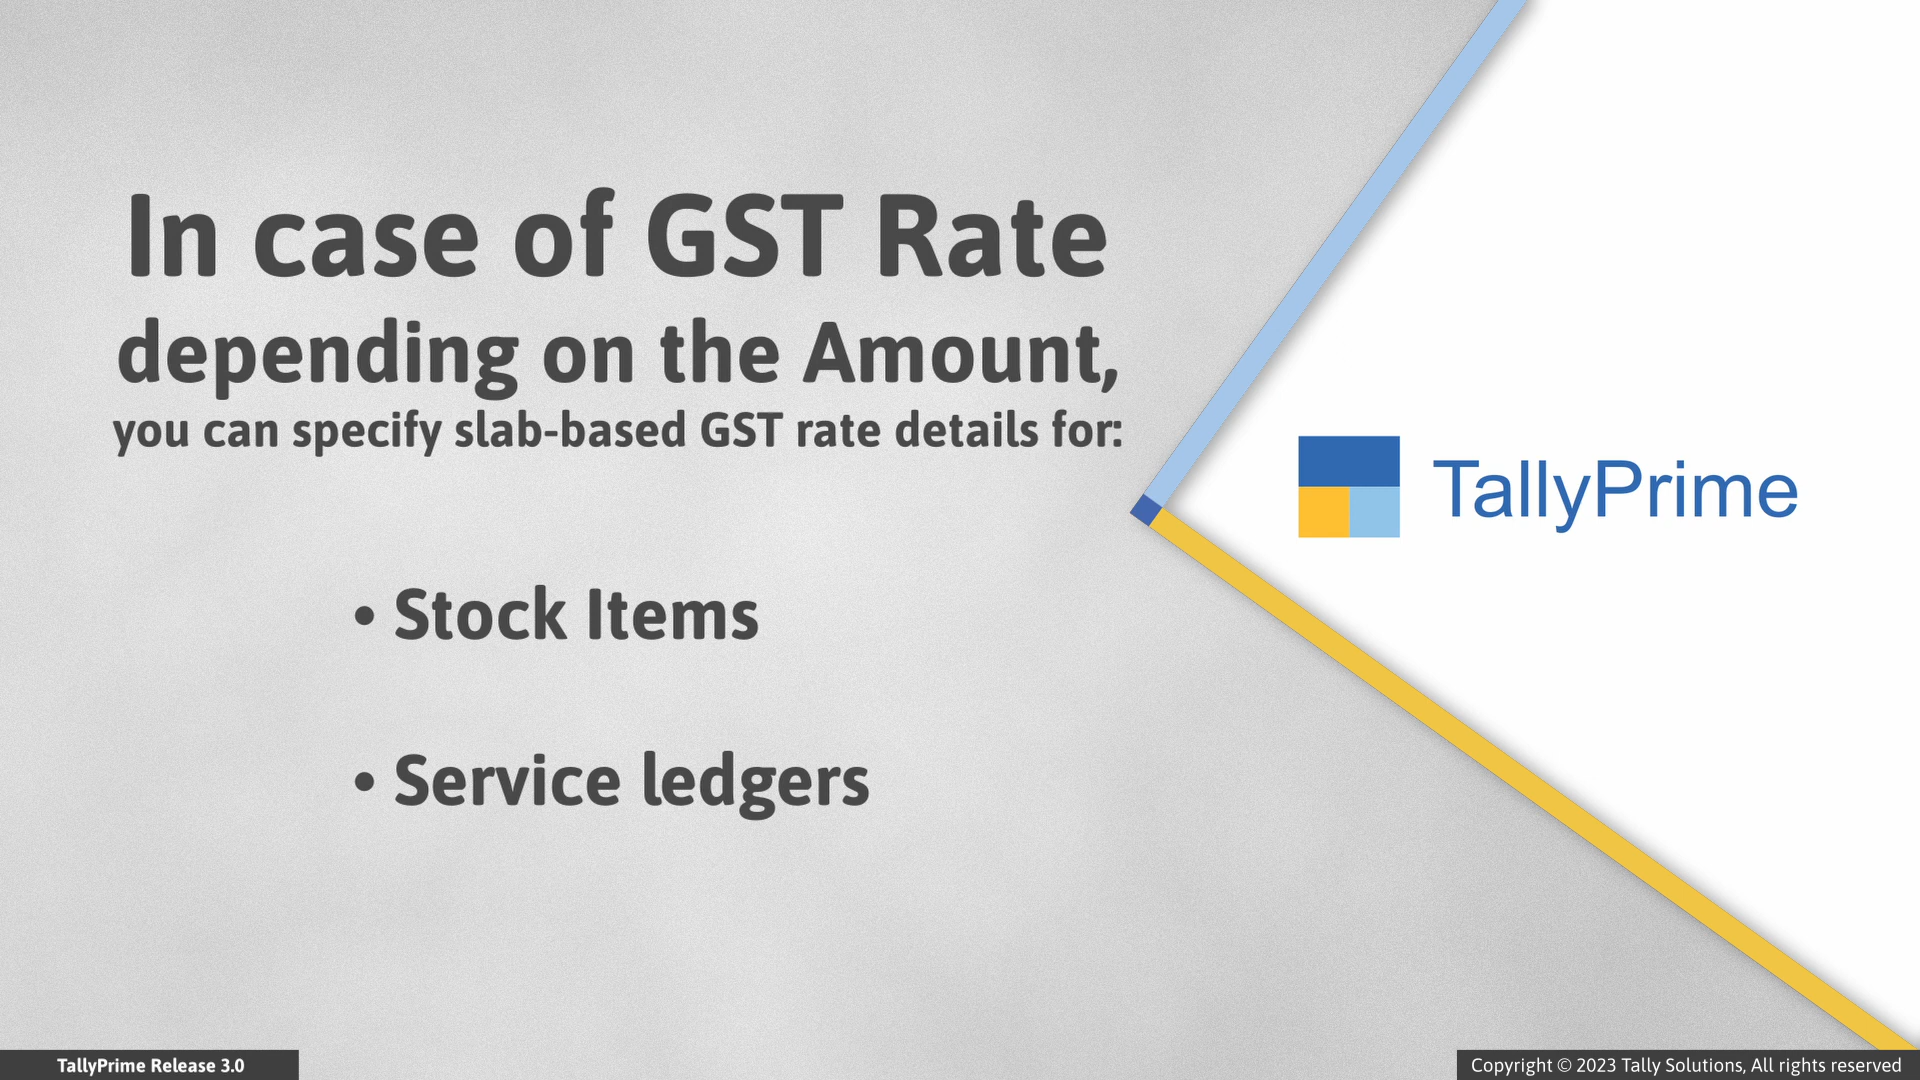 In case of GST Rate
depending on the Amount,
you can specify slab-based GST rate details for:
• Stock Items
• Service ledgers
TallyPrime
TallyPrime Release 3.0
Copyright © 2023 Tally Solutions, All rights reserved